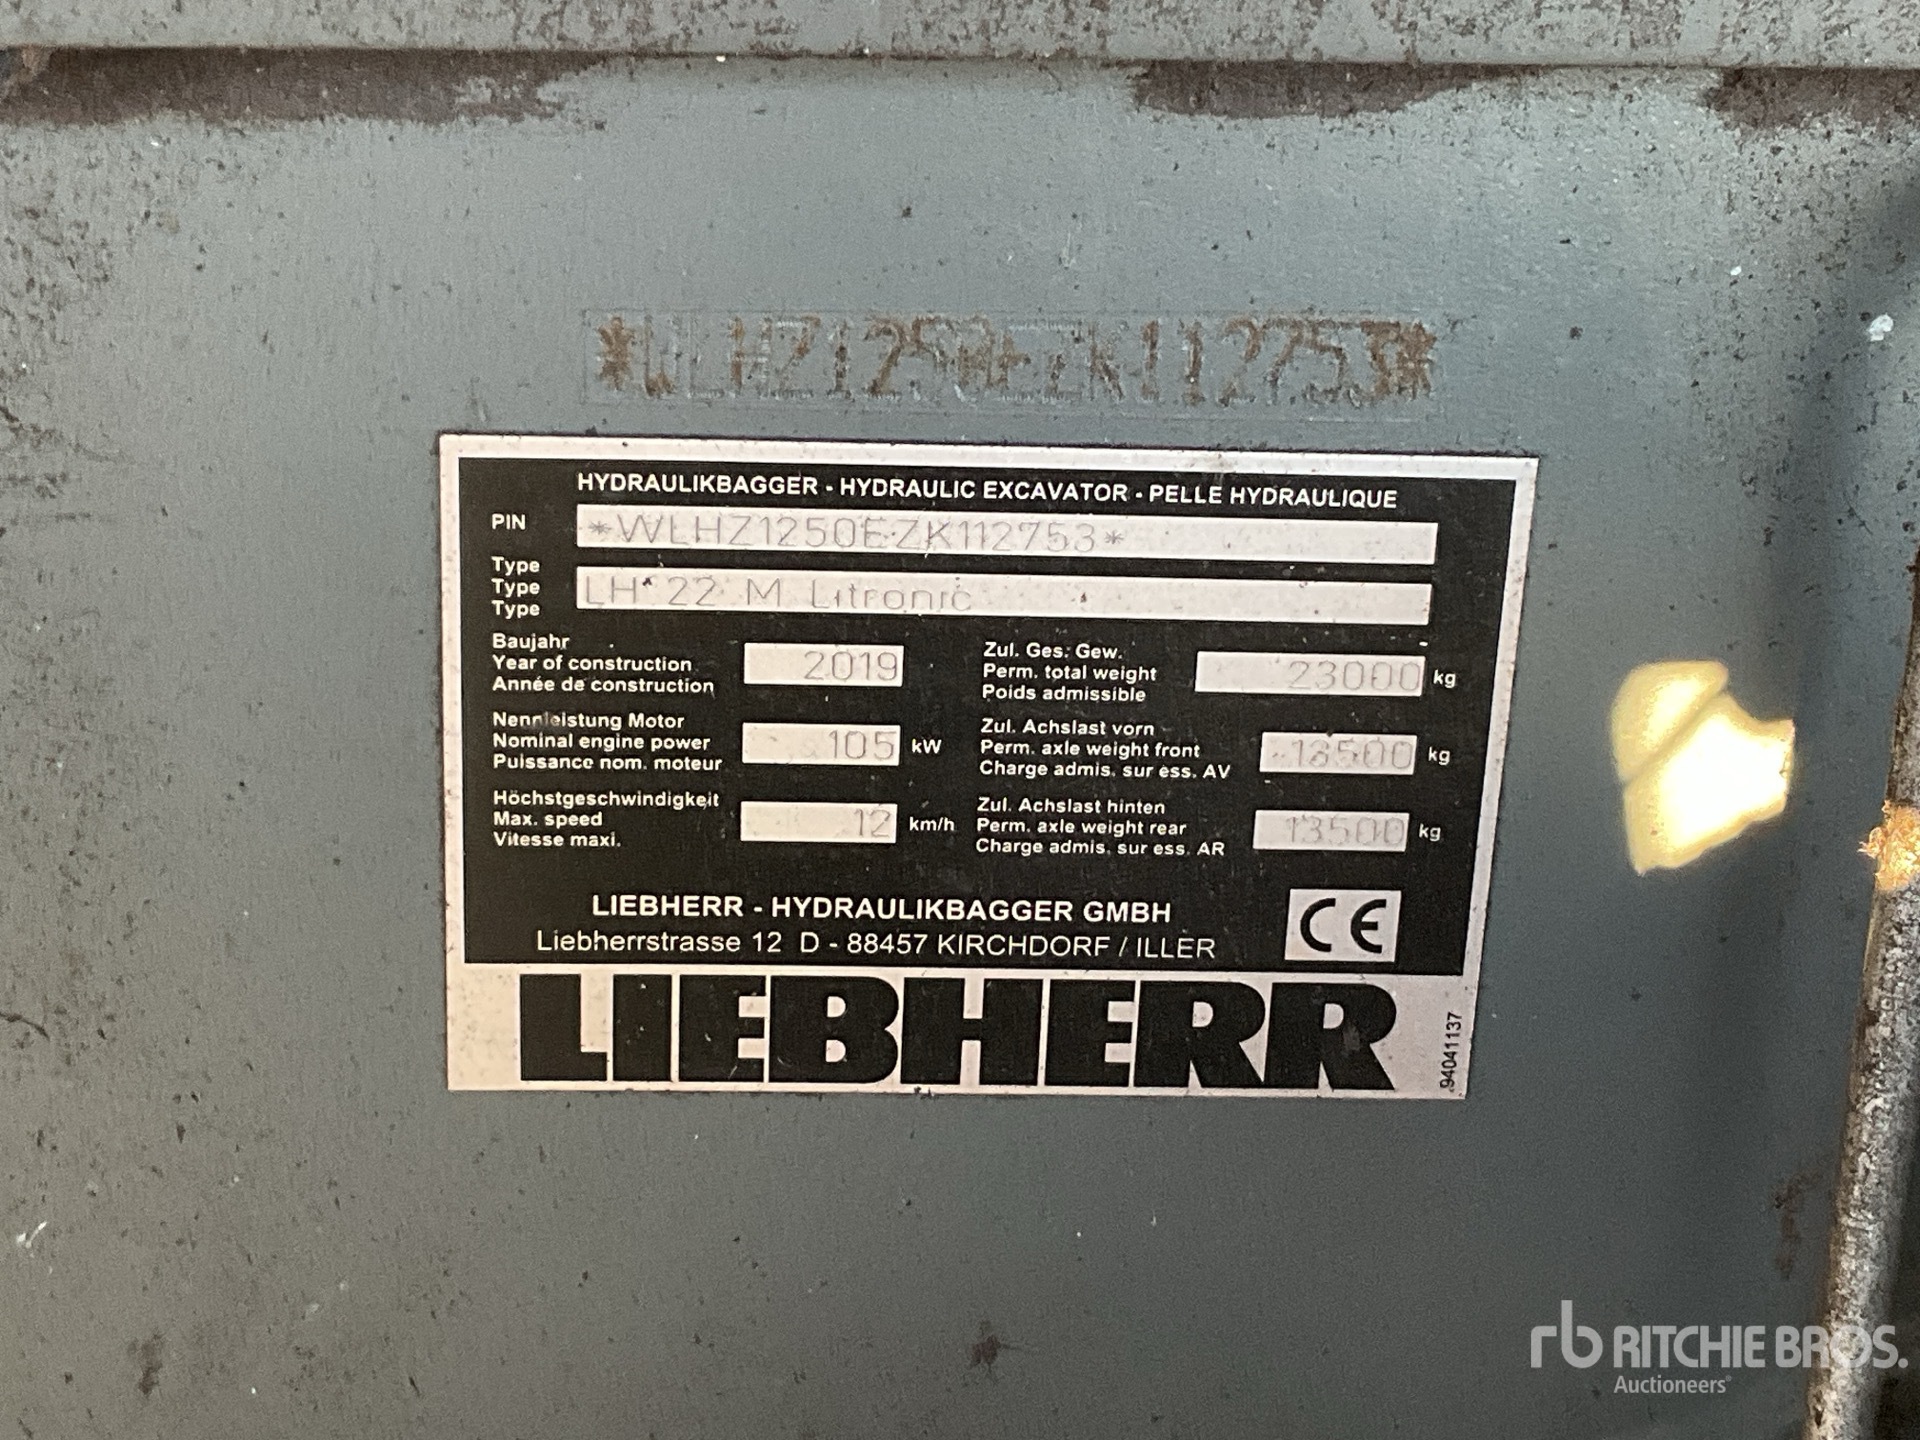 *WLHZ1250EZK112753*
HYDRAULIKBAGGER - HYDRAULIC EXCAVATOR - PELLE HYDRAULIQUE
PIN *WLHZ1250EZK112753*
Type
Type LH 22 M Litronic
Type
Baujahr
Year of construction 2019
Année de construction
Zul. Ges. Gew.
Perm. total weight 23000 kg
Poids admissible
Nennleistung Motor
Nominal engine power 105 kW
Puissance nom. moteur
Zul. Achslast vorn
Perm. axle weight front 13500 kg
Charge admis. sur ess. AV
Höchstgeschwindigkeit
Max. speed 12 km/h
Vitesse maxi.
Zul. Achslast hinten
Perm. axle weight rear 13500 kg
Charge admis. sur ess. AR
LIEBHERR - HYDRAULIKBAGGER GMBH
Liebherrstrasse 12 D - 88457 KIRCHDORF / ILLER
CE
LIEBHERR
94041137
rb RITCHIE BROS.
Auctioneers